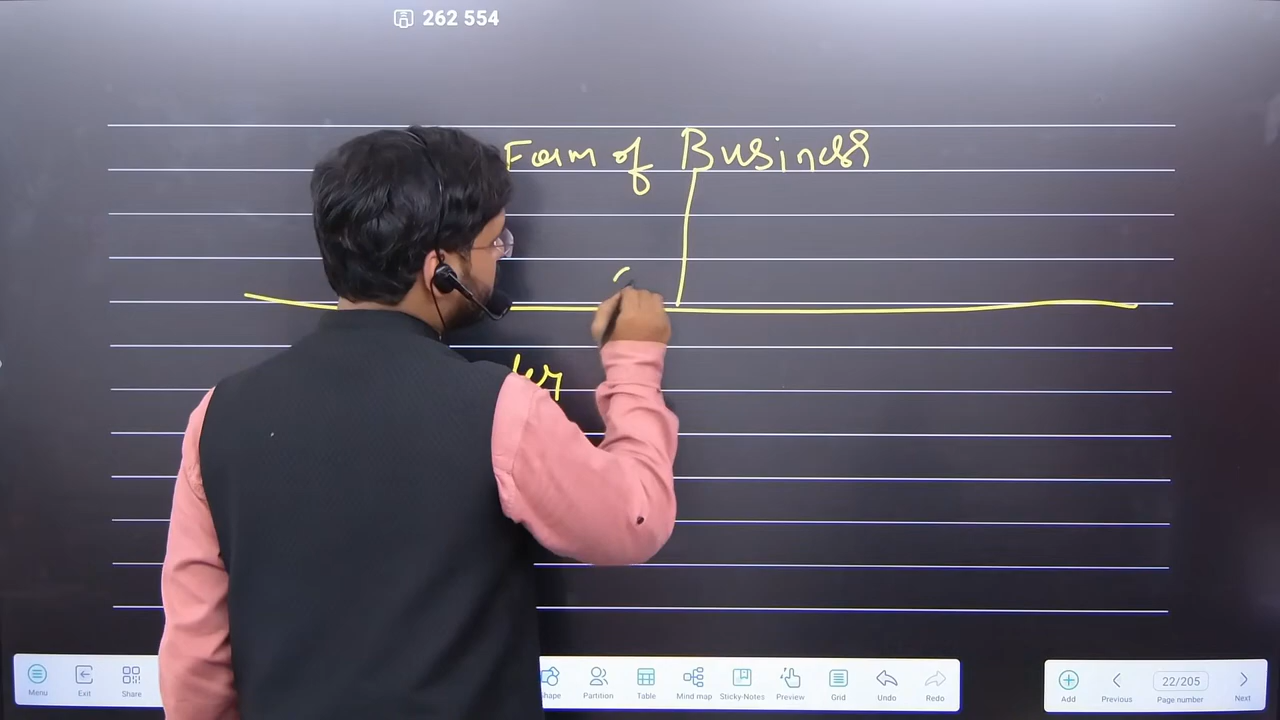 262 554
Form of Business
Menu Exit Share Shape Partition Table Mind map Sticky-Notes Preview Grid Undo Redo Add Previous 22/205 Page number Next